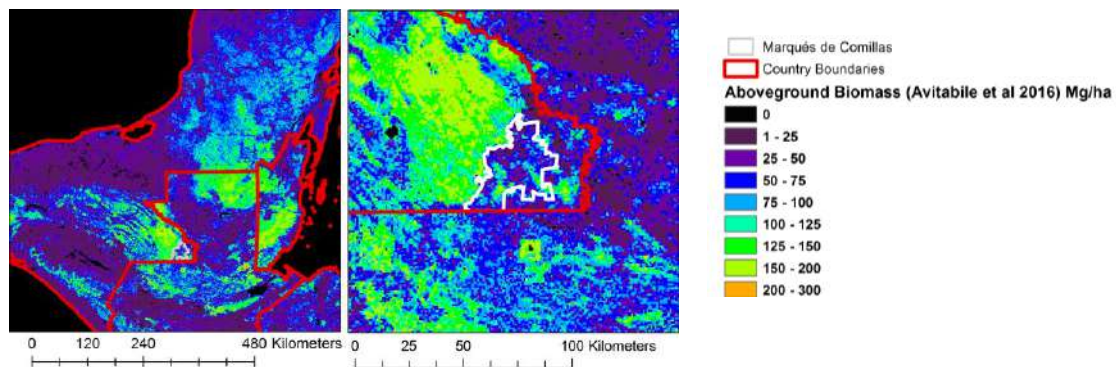 Marqués de Comillas
Country Boundaries
Aboveground Biomass (Avitabile et al 2016) Mg/ha
0
1 - 25
25 - 50
50 - 75
75 - 100
100 - 125
125 - 150
150 - 200
200 - 300
0 120 240 480 Kilometers
0 25 50 100 Kilometers